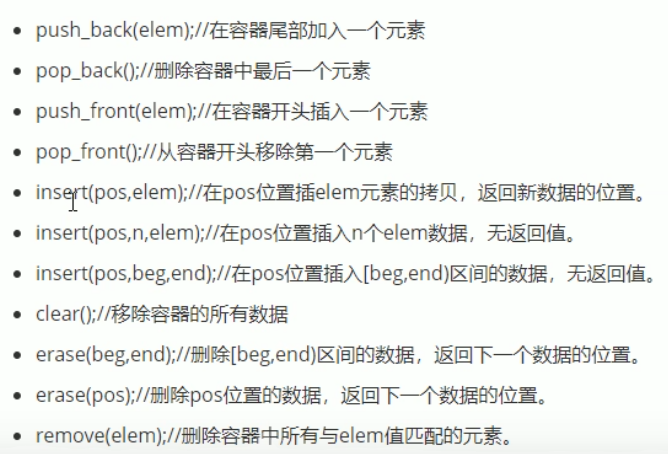 • push_back(elem);//在容器尾部加入一个元素
• pop_back();//删除容器中最后一个元素
• push_front(elem);//在容器开头插入一个元素
• pop_front();//从容器开头移除第一个元素
• insert(pos,elem);//在pos位置插elem元素的拷贝，返回新数据的位置。
• insert(pos,n,elem);//在pos位置插入n个elem数据，无返回值。
• insert(pos,beg,end);//在pos位置插入[beg,end)区间的数据，无返回值。
• clear();//移除容器的所有数据
• erase(beg,end);//删除[beg,end)区间的数据，返回下一个数据的位置。
• erase(pos);//删除pos位置的数据，返回下一个数据的位置。
• remove(elem);//删除容器中所有与elem值匹配的元素。